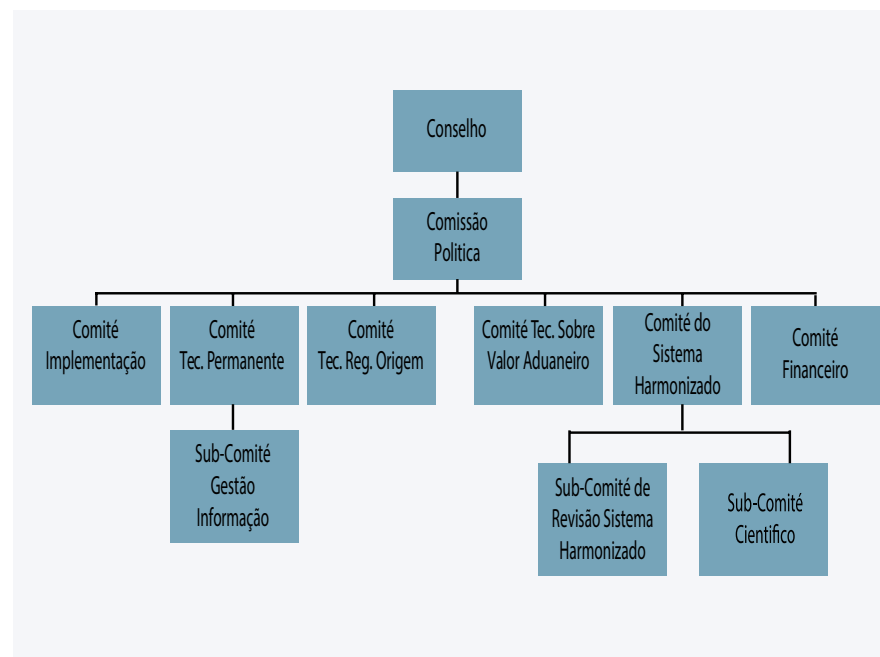 Conselho
Comissão
Politica
Comité
Implementação
Comité
Tec. Permanente
Comité
Tec. Reg. Origem
Comité Tec. Sobre
Valor Aduaneiro
Comité do
Sistema
Harmonizado
Comité
Financeiro
Sub-Comité
Gestão
Informação
Sub-Comité de
Revisão Sistema
Harmonizado
Sub-Comité
Cientifico